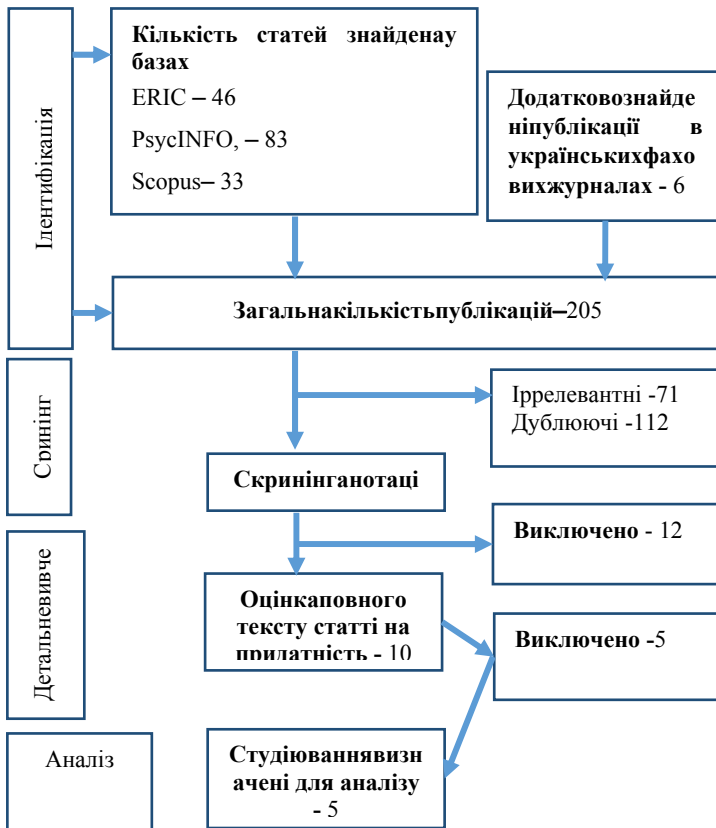 Ідентифікація
Кількість статей знайденау
базах
ERIC – 46
PsycINFO, – 83
Scopus– 33
Додатковознайде
ніпублікації в
українськихфахо
вихжурналах - 6
Загальнакількістьпублікацій–205
Сринінг
Іррелевантні -71
Дублюючі -112
Скринінганотаці
Виключено - 12
Детальневивче
Оцінкаповного
тексту статті на
придатність - 10
Виключено -5
Аналіз
Студіюваннявизн
ачені для аналізу
- 5